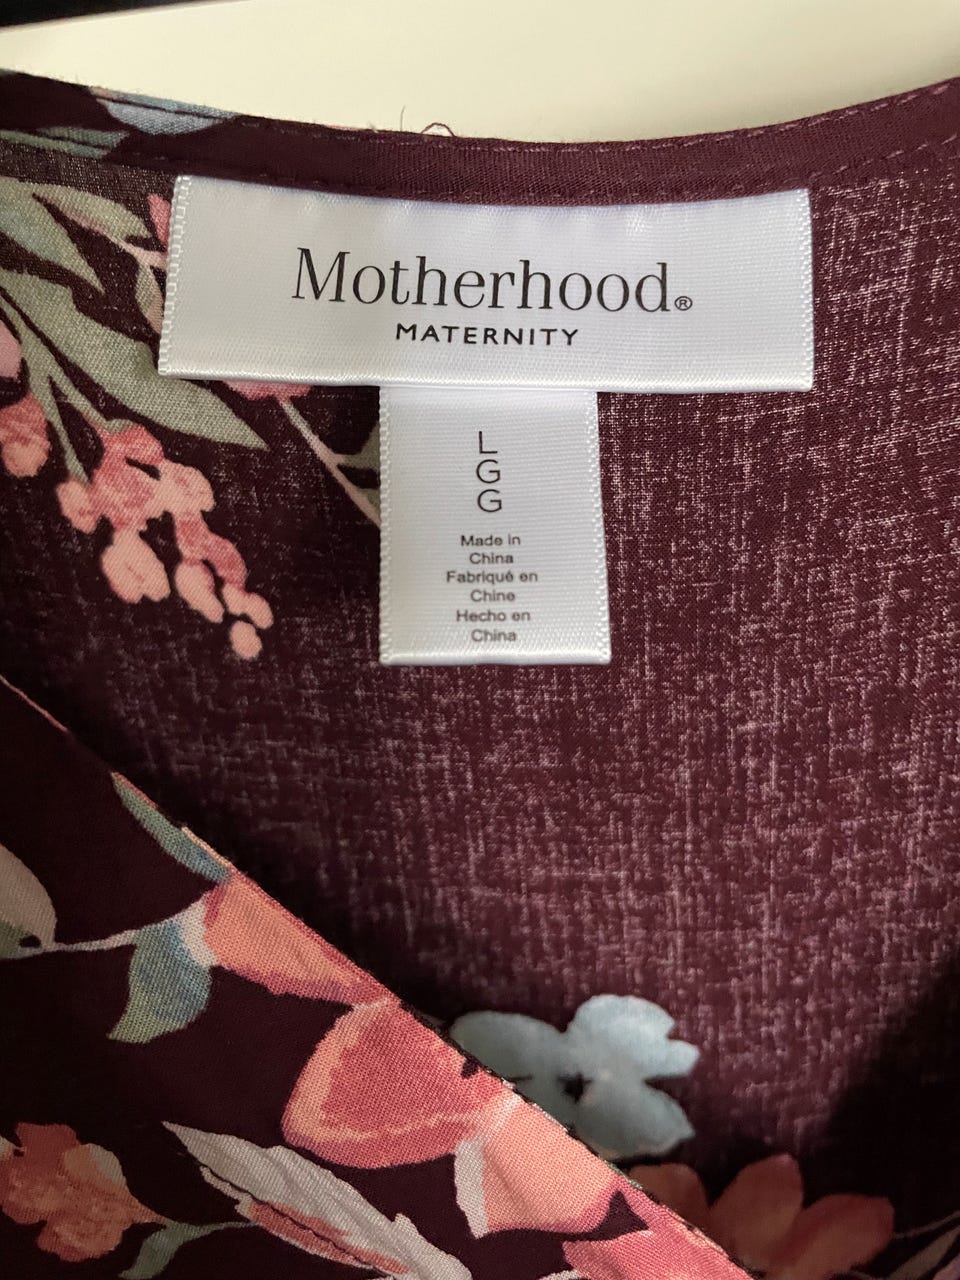 Motherhood®
MATERNITY
L
G
G
Made in
China
Fabriqué en
Chine
Hecho en
China